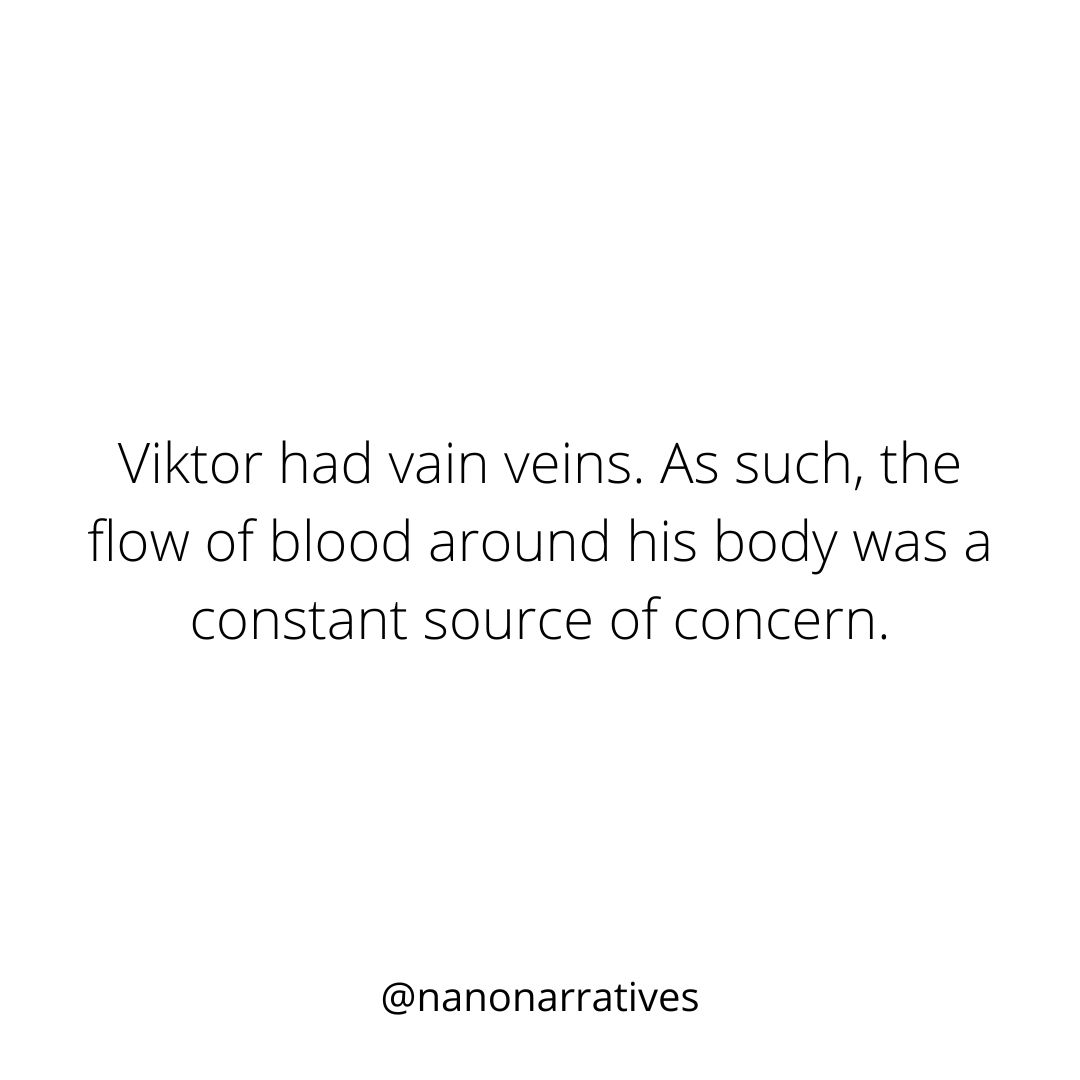 Viktor had vain veins. As such, the
flow of blood around his body was a
constant source of concern.
@nanonarratives